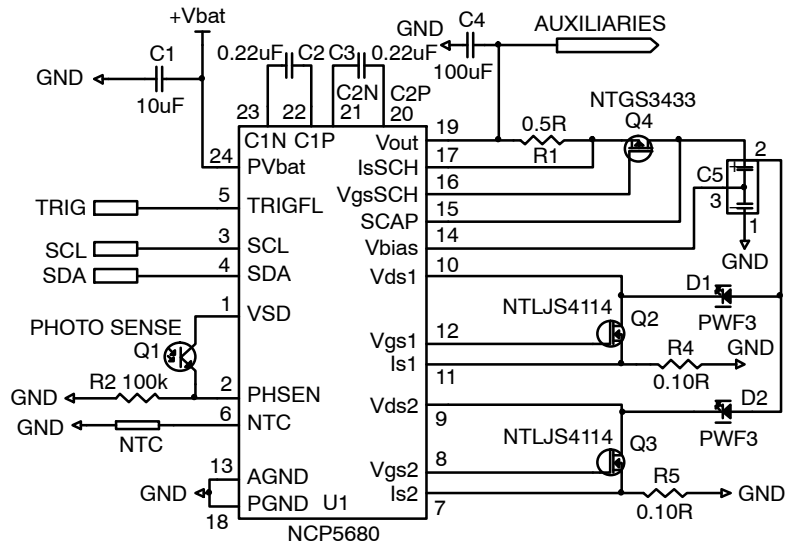 +Vbat
GND
C4
AUXILIARIES
C1
0.22uF C2 C3 0.22uF
GND
100uF
10uF
C2N C2P
23 22 21 20
NTGS3433
C1N C1P
19
0.5R
Q4
Vout
R1
24
PVbat
17
IsSCH
2
C5
+
16
VgsSCH
3
−
TRIG
5
TRIGFL
15
SCAP
1
SCL
3
SCL
14
Vbias
GND
SDA
4
SDA
10
Vds1
D1
1
VSD
NTLJS4114
Q2
PWF3
PHOTO SENSE
Q1
12
Vgs1
R4
GND
R2 100k
Is1
11
0.10R
GND
2
PHSEN
D2
GND
6
NTC
Vds2
9
NTC
NTLJS4114
Q3
PWF3
13
AGND
8
Vgs2
R5
GND
PGND
U1
Is2
7
GND
18
0.10R
NCP5680